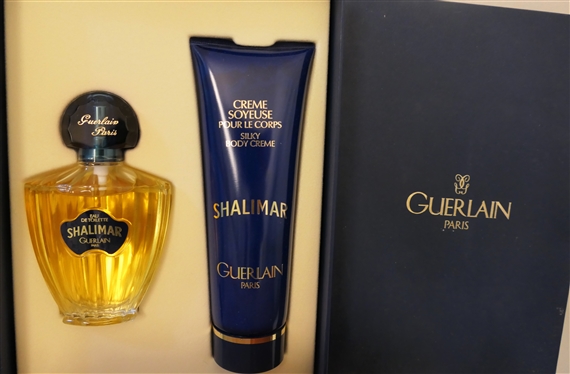 Guerlain
Paris
EAU
DE TOILETTE
SHALIMAR
GUERLAIN
PARIS
CREME
SOYEUSE
POUR LE CORPS
SILKY
BODY CREME
SHALIMAR
GUERLAIN
PARIS
GUERLAIN
PARIS